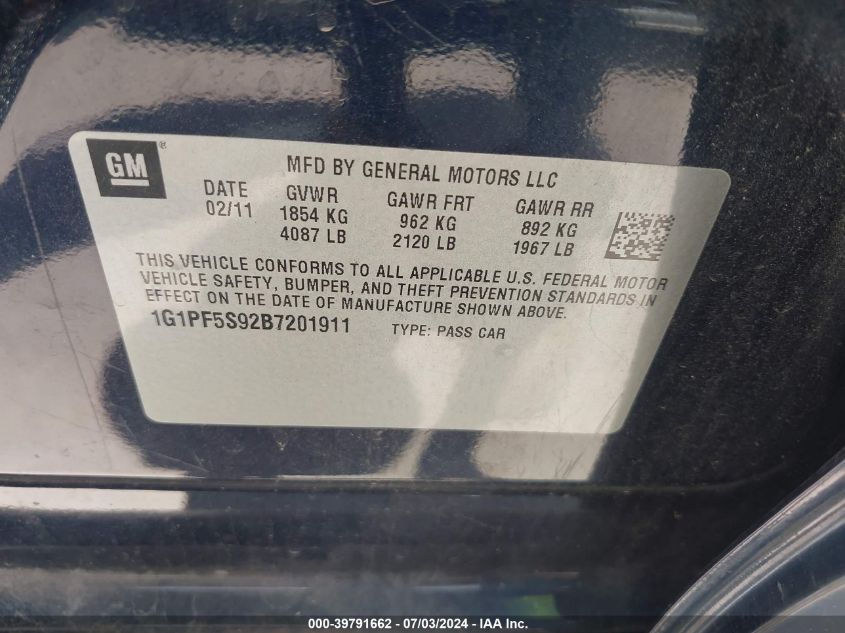 GM ®
MFD BY GENERAL MOTORS LLC
DATE GVWR GAWR FRT GAWR RR
02/11 1854 KG 962 KG 892 KG
4087 LB 2120 LB 1967 LB
THIS VEHICLE CONFORMS TO ALL APPLICABLE U.S. FEDERAL MOTOR
VEHICLE SAFETY, BUMPER, AND THEFT PREVENTION STANDARDS IN
EFFECT ON THE DATE OF MANUFACTURE SHOWN ABOVE.
1G1PF5S92B7201911 TYPE: PASS CAR
000-39791662 - 07/03/2024 - IAA Inc.